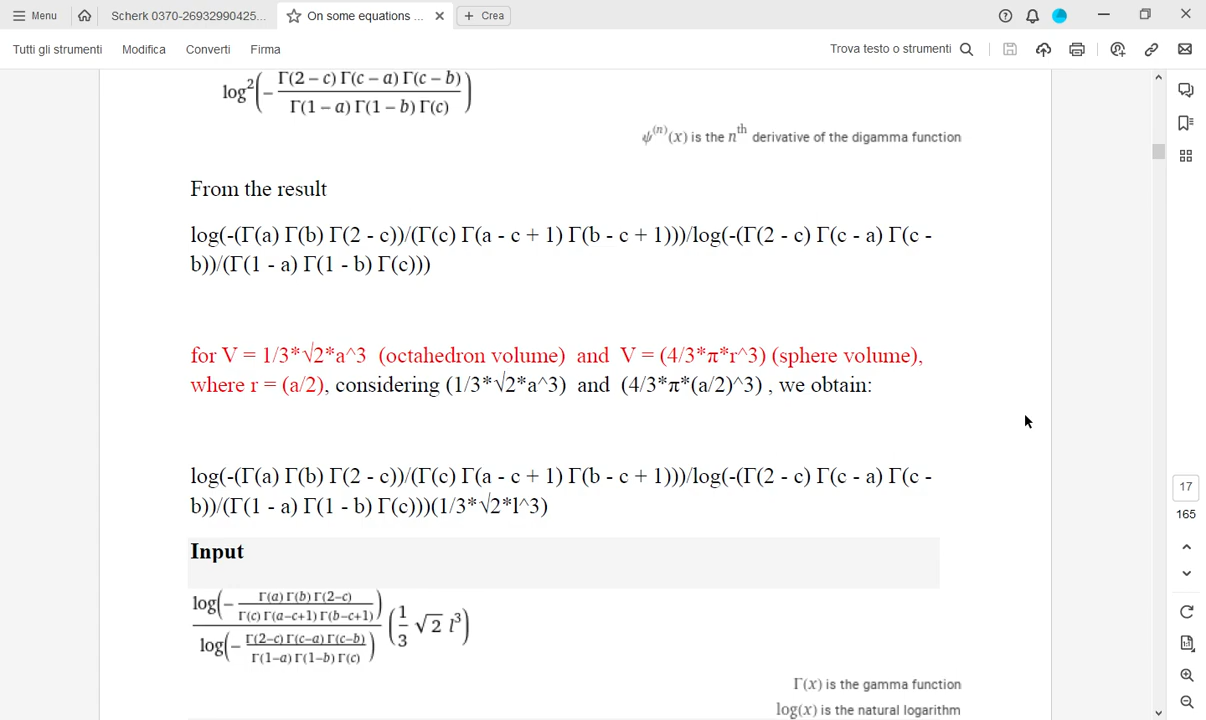 Menu Scherk 0370-26932990425... On some equations ... Crea
Tutti gli strumenti Modifica Converti Firma Trova testo o strumenti
log²(− Γ(2 − c) Γ(c − a) Γ(c − b) / Γ(1 − a) Γ(1 − b) Γ(c))
ψ⁽ⁿ⁾(x) is the nth derivative of the digamma function
From the result
log(-(Γ(a) Γ(b) Γ(2 - c))/(Γ(c) Γ(a - c + 1) Γ(b - c + 1)))/log(-(Γ(2 - c) Γ(c - a) Γ(c -
b))/(Γ(1 - a) Γ(1 - b) Γ(c)))
for V = 1/3*√2*a^3 (octahedron volume) and V = (4/3*π*r^3) (sphere volume),
where r = (a/2), considering (1/3*√2*a^3) and (4/3*π*(a/2)^3) , we obtain:
log(-(Γ(a) Γ(b) Γ(2 - c))/(Γ(c) Γ(a - c + 1) Γ(b - c + 1)))/log(-(Γ(2 - c) Γ(c - a) Γ(c -
b))/(Γ(1 - a) Γ(1 - b) Γ(c)))(1/3*√2*l^3)
17
165
Input
log(− Γ(a) Γ(b) Γ(2−c) / Γ(c) Γ(a−c+1) Γ(b−c+1)) / log(− Γ(2−c) Γ(c−a) Γ(c−b) / Γ(1−a) Γ(1−b) Γ(c)) (1/3 √2 l³)
Γ(x) is the gamma function
log(x) is the natural logarithm